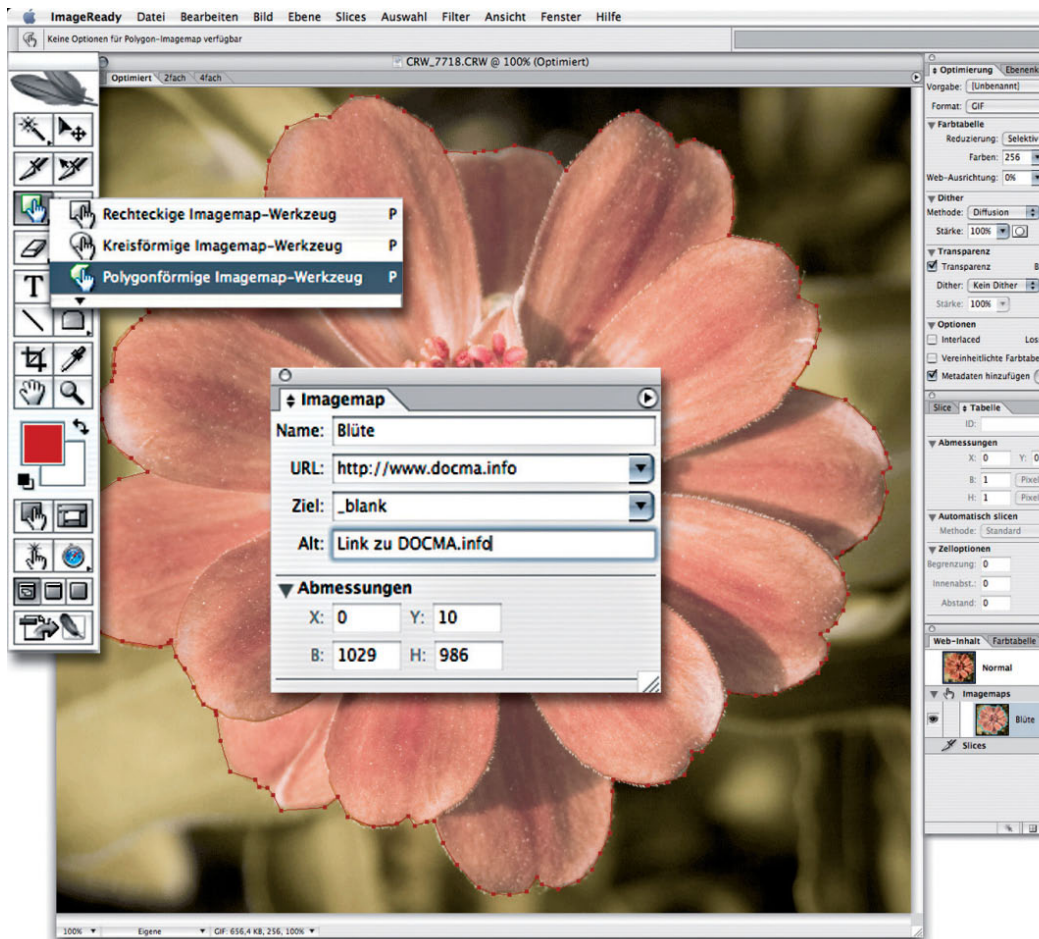 ImageReady Datei Bearbeiten Bild Ebene Slices Auswahl Filter Ansicht Fenster Hilfe
Keine Optionen für Polygon-Imagemap verfügbar
CRW_7718.CRW @ 100% (Optimiert)
Optimiert 2fach 4fach
Rechteckige Imagemap-Werkzeug P
Kreisförmige Imagemap-Werkzeug P
Polygonförmige Imagemap-Werkzeug P
T
Imagemap
Name: Blüte
URL: http://www.docma.info
Ziel: _blank
Alt: Link zu DOCMA.info
Abmessungen
X: 0 Y: 10
B: 1029 H: 986
Optimierung
Vorgabe: [Unbenannt]
Format: GIF
Farbtabelle
Reduzierung: Selektiv
Farben: 256
Web-Ausrichtung: 0%
Dither
Methode: Diffusion
Stärke: 100%
Transparenz
Transparenz
Dither: Kein Dither
Stärke: 100%
Optionen
Interlaced
Vereinheitlichte
Metadaten hinzufügen
Slice Tabelle
ID:
Abmessungen
X: 0 Y: 0
B: 1 Pixel
H: 1 Pixel
Automatisch slicen
Methode: Standard
Zelloptionen
Begrenzung: 0
Innenabst.: 0
Abstand: 0
Web-Inhalt Farbtabelle
Normal
Imagemaps
Blüte
Slices
100% Eigene GIF: 656,4 KB, 256, 100%